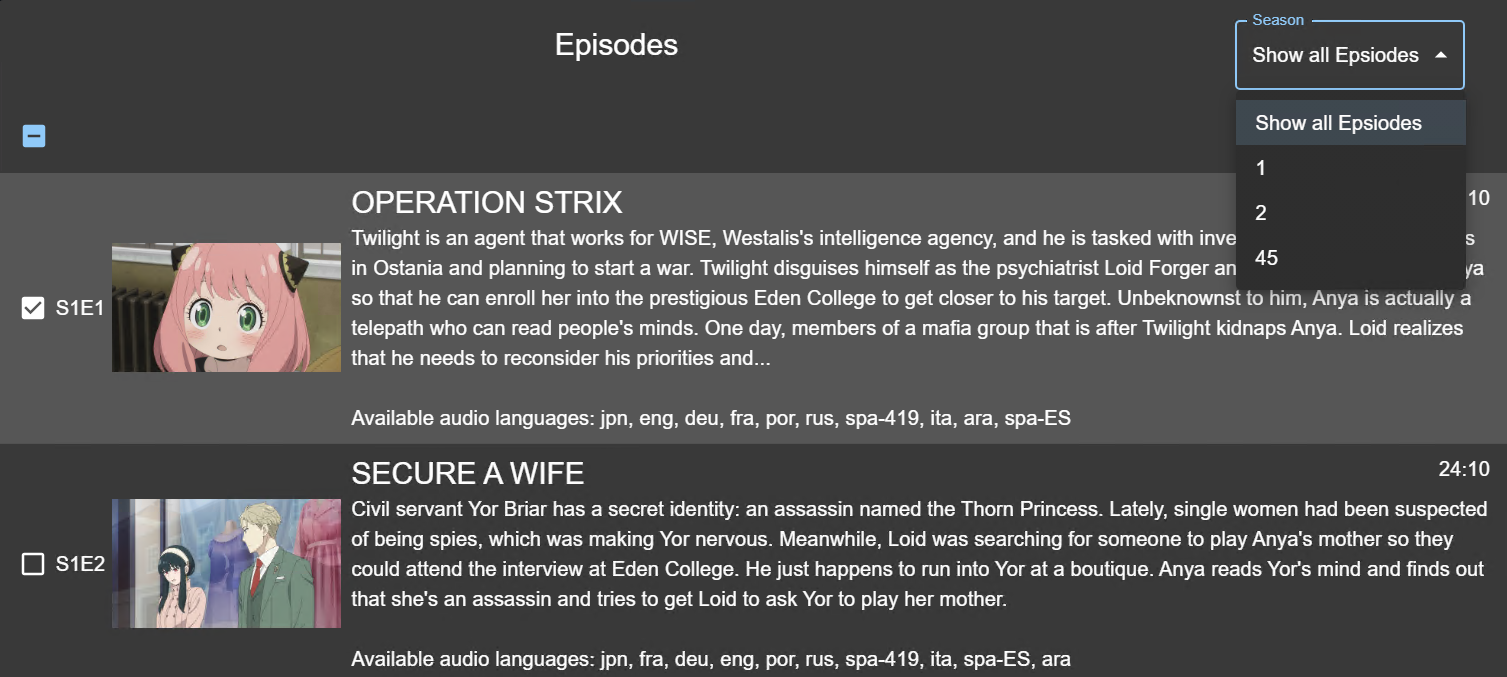 Episodes
Season
Show all Epsiodes
Show all Epsiodes
1
2
45
OPERATION STRIX
10
Twilight is an agent that works for WISE, Westalis's intelligence agency, and he is tasked with
in Ostania and planning to start a war. Twilight disguises himself as the psychiatrist Loid Forger
so that he can enroll her into the prestigious Eden College to get closer to his target. Unbeknownst to him, Anya is actually a
S1E1
telepath who can read people's minds. One day, members of a mafia group that is after Twilight kidnaps Anya. Loid realizes
that he needs to reconsider his priorities and...
Available audio languages: jpn, eng, deu, fra, por, rus, spa-419, ita, ara, spa-ES
SECURE A WIFE
24:10
Civil servant Yor Briar has a secret identity: an assassin named the Thorn Princess. Lately, single women had been suspected
of being spies, which was making Yor nervous. Meanwhile, Loid was searching for someone to play Anya's mother so they
S1E2
could attend the interview at Eden College. He just happens to run into Yor at a boutique. Anya reads Yor's mind and finds out
that she's an assassin and tries to get Loid to ask Yor to play her mother.
Available audio languages: jpn, fra, deu, eng, por, rus, spa-419, ita, spa-ES, ara